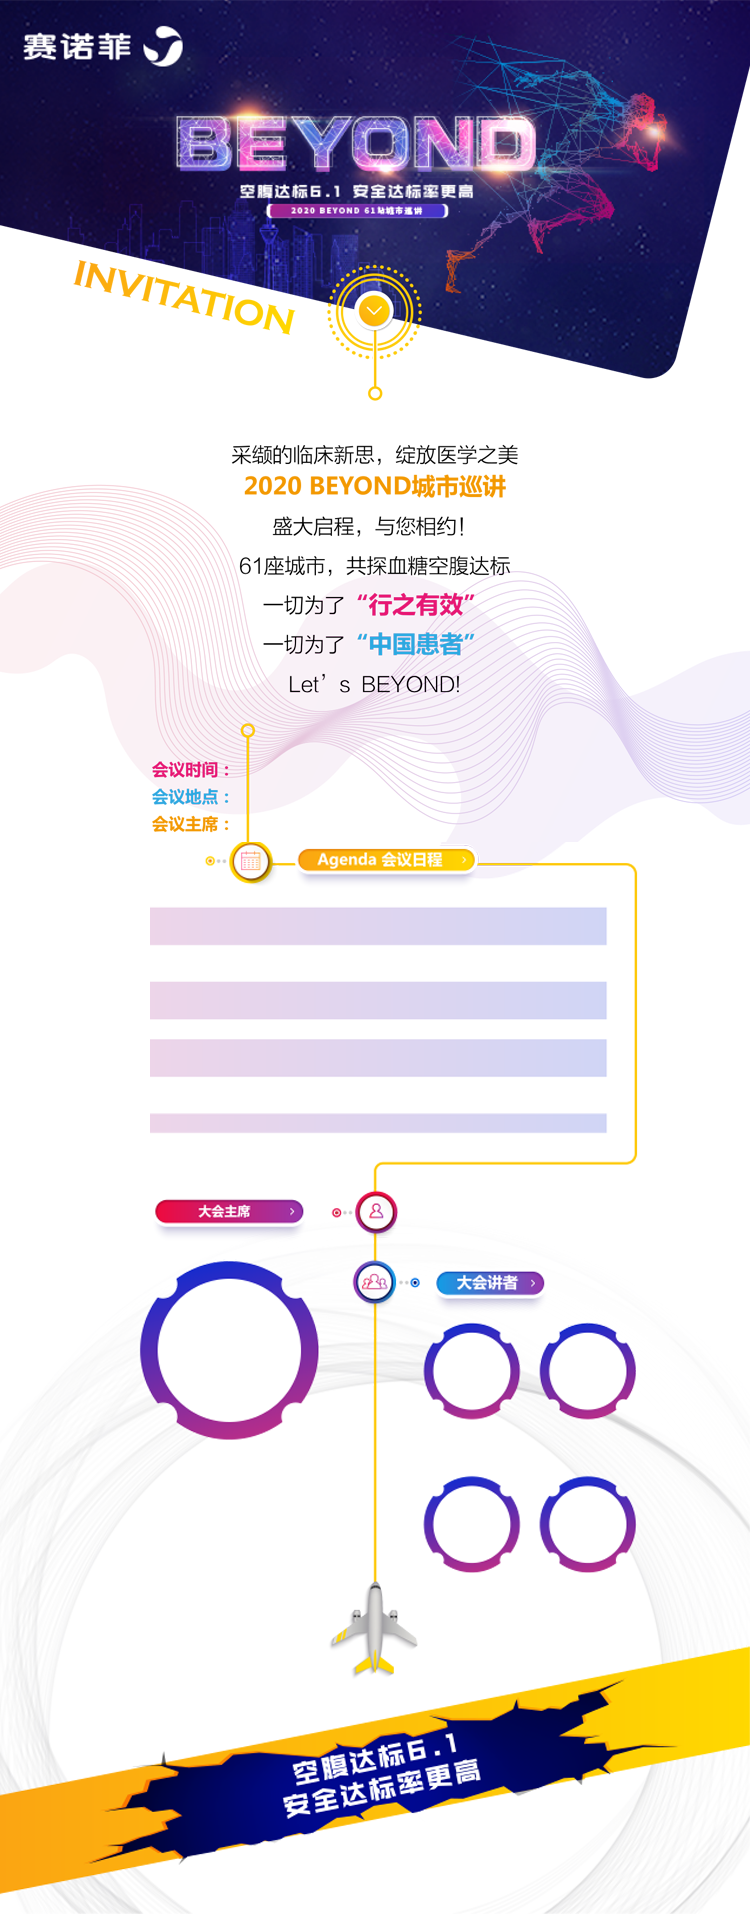 赛诺菲
BEYOND
空腹达标6.1 安全达标率更高
2020 BEYOND 61站城市巡讲
INVITATION
采缬的临床新思，绽放医学之美
2020 BEYOND城市巡讲
盛大启程，与您相约！
61座城市，共探血糖空腹达标
一切为了“行之有效”
一切为了“中国患者”
Let’s BEYOND!
会议时间：
会议地点：
会议主席：
Agenda 会议日程
大会主席
大会讲者
空腹达标6.1
安全达标率更高